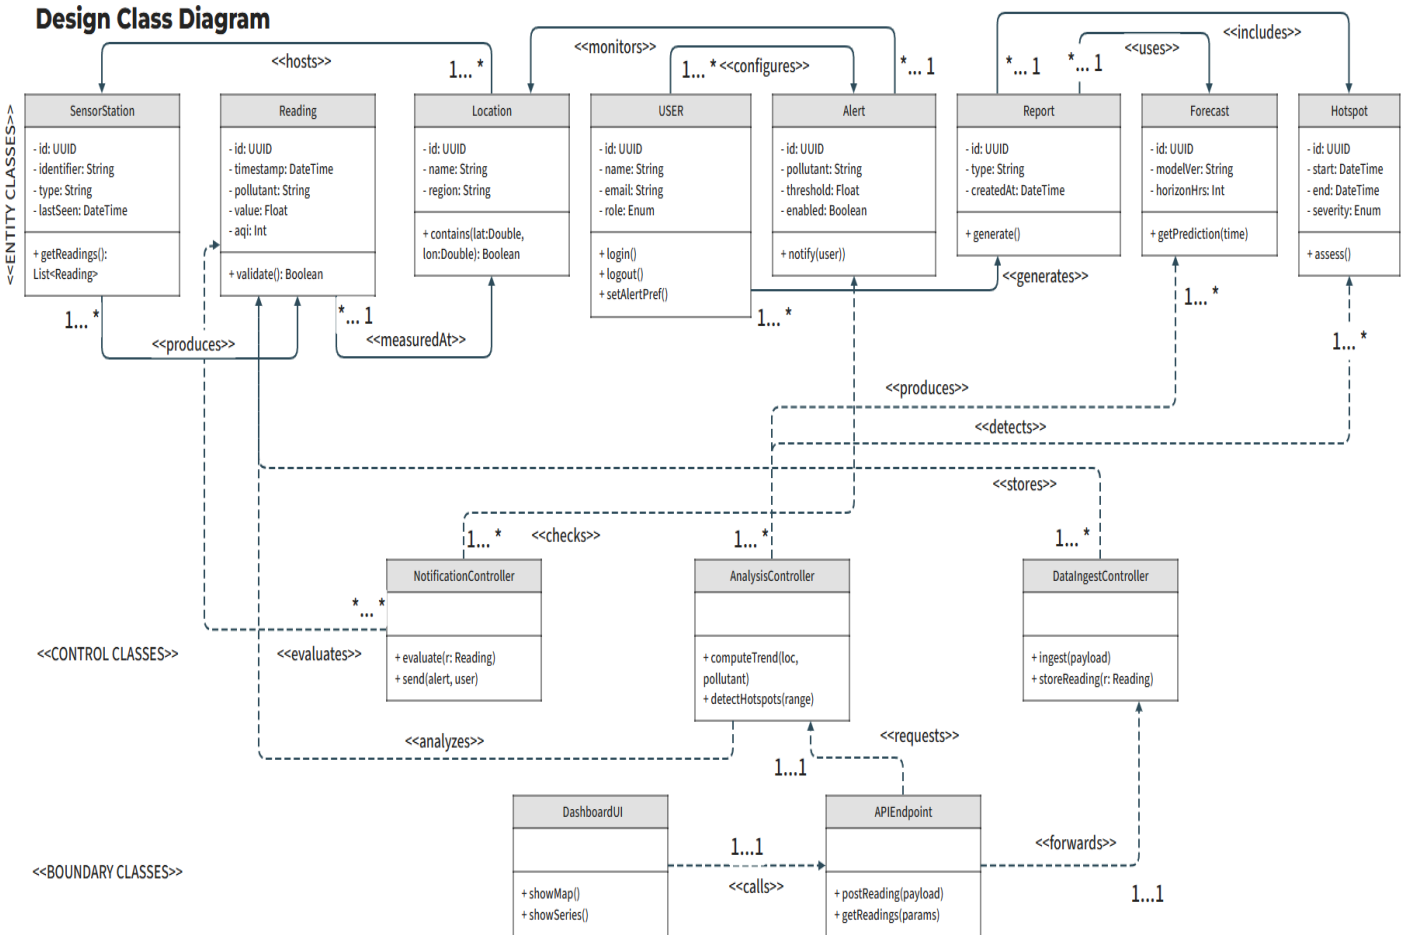 Design Class Diagram
<<hosts>>
1... *
<<monitors>>
1... *
<<configures>>
*... 1
*... 1
*... 1
<<uses>>
<<includes>>
<<ENTITY CLASSES>>
SensorStation
- id: UUID
- identifier: String
- type: String
- lastSeen: DateTime
+ getReadings():
List<Reading>
Reading
- id: UUID
- timestamp: DateTime
- pollutant: String
- value: Float
- aqi: Int
+ validate(): Boolean
Location
- id: UUID
- name: String
- region: String
+ contains(lat:Double,
lon:Double): Boolean
USER
- id: UUID
- name: String
- email: String
- role: Enum
+ login()
+ logout()
+ setAlertPref()
Alert
- id: UUID
- pollutant: String
- threshold: Float
- enabled: Boolean
+ notify(user))
Report
- id: UUID
- type: String
- createdAt: DateTime
+ generate()
Forecast
- id: UUID
- modelVer: String
- horizonHrs: Int
+ getPrediction(time)
Hotspot
- id: UUID
- start: DateTime
- end: DateTime
- severity: Enum
+ assess()
1... *
<<produces>>
*... 1
<<measuredAt>>
<<generates>>
1... *
1... *
1... *
<<produces>>
<<detects>>
<<stores>>
1... *
<<checks>>
1... *
1... *
*... *
<<CONTROL CLASSES>>
<<evaluates>>
NotificationController
+ evaluate(r: Reading)
+ send(alert, user)
AnalysisController
+ computeTrend(loc,
pollutant)
+ detectHotspots(range)
DataIngestController
+ ingest(payload)
+ storeReading(r: Reading)
<<analyzes>>
<<requests>>
1...1
<<BOUNDARY CLASSES>>
DashboardUI
+ showMap()
+ showSeries()
1...1
<<calls>>
APIEndpoint
+ postReading(payload)
+ getReadings(params)
<<forwards>>
1...1